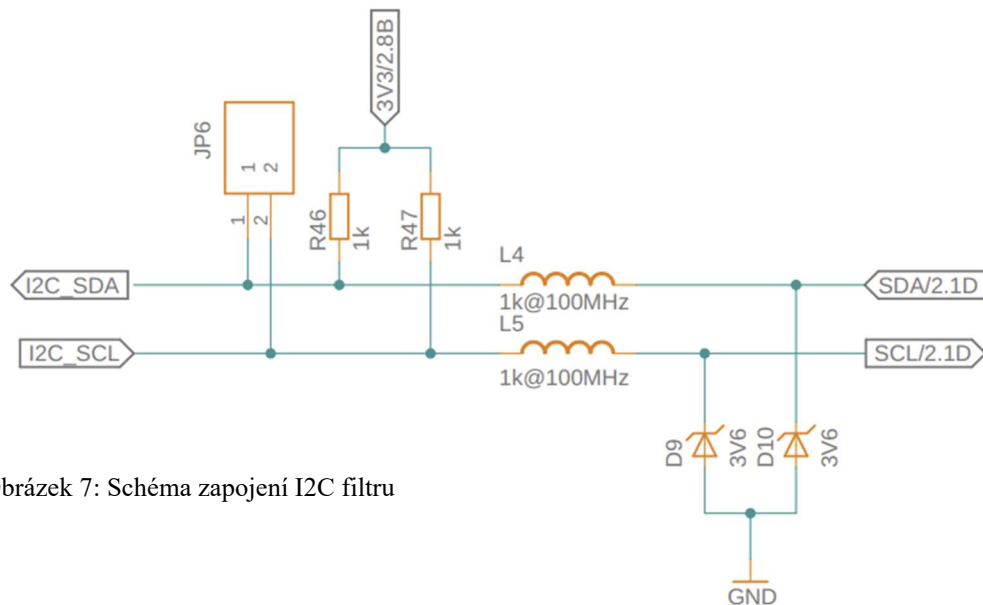 3V3/2.8B
JP6
1
2
1
2
R46
1k
R47
1k
L4
I2C_SDA
1k@100MHz
SDA/2.1D
L5
I2C_SCL
1k@100MHz
SCL/2.1D
D9
3V6
D10
3V6
brázek 7: Schéma zapojení I2C filtru
GND